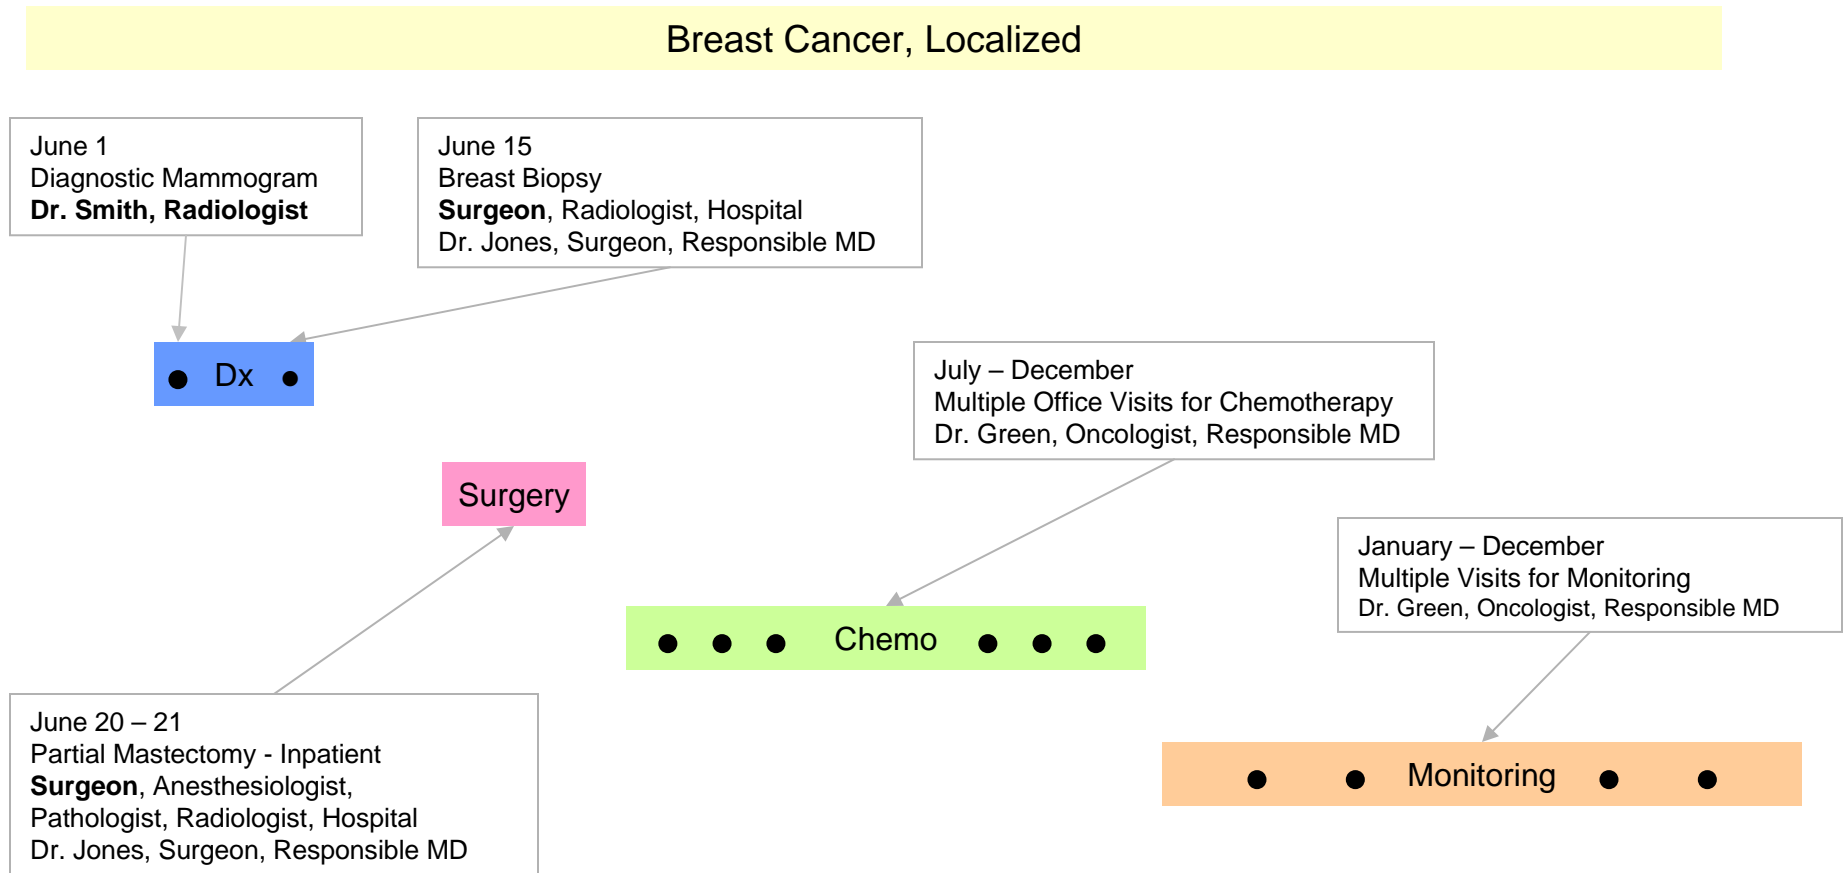 Breast Cancer, Localized
June 1
Diagnostic Mammogram
Dr. Smith, Radiologist
June 15
Breast Biopsy
Surgeon, Radiologist, Hospital
Dr. Jones, Surgeon, Responsible MD
Dx
July – December
Multiple Office Visits for Chemotherapy
Dr. Green, Oncologist, Responsible MD
Surgery
January – December
Multiple Visits for Monitoring
Dr. Green, Oncologist, Responsible MD
Chemo
June 20 – 21
Partial Mastectomy - Inpatient
Surgeon, Anesthesiologist,
Pathologist, Radiologist, Hospital
Dr. Jones, Surgeon, Responsible MD
Monitoring